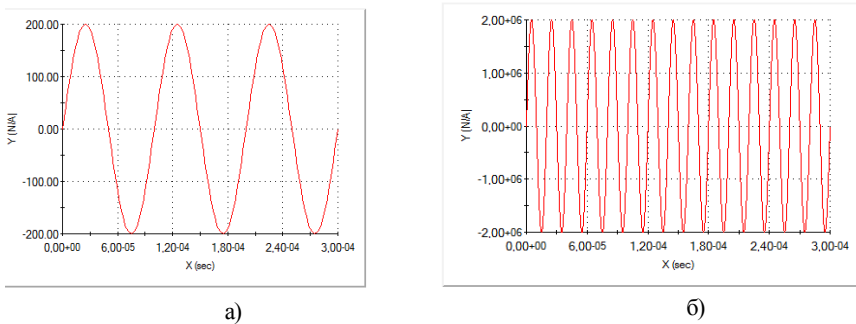 200.00
100.00
0.00
-100.00
-200.00
Y [N/A]
0,00+00 6,00-05 1,20-04 1,80-04 2,40-04 3,00-04
X (sec)
а)
2,00+06
1,00+06
0,00+00
-1,00+06
-2,00+06
Y [N/A]
0,00+00 6,00-05 1,20-04 1,80-04 2,40-04 3,00-04
X (sec)
б)